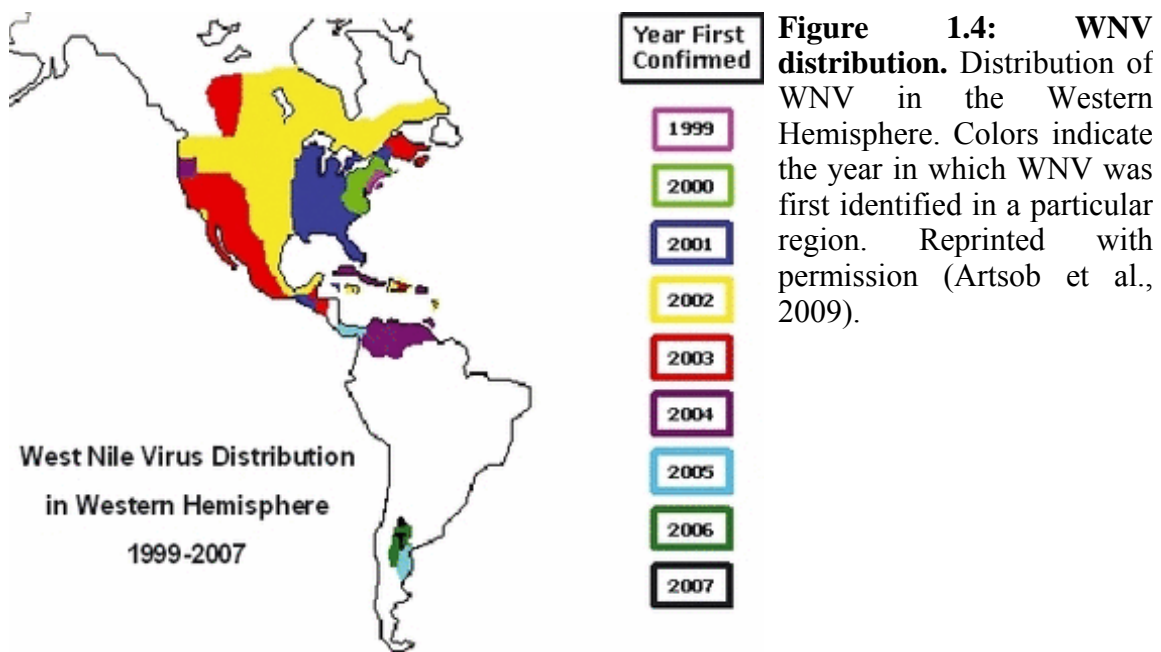 Year First
Confirmed
1999
2000
2001
2002
2003
2004
2005
2006
2007
West Nile Virus Distribution
in Western Hemisphere
1999-2007
Figure 1.4: WNV
distribution. Distribution of
WNV in the Western
Hemisphere. Colors indicate
the year in which WNV was
first identified in a particular
region. Reprinted with
permission (Artsob et al.,
2009).